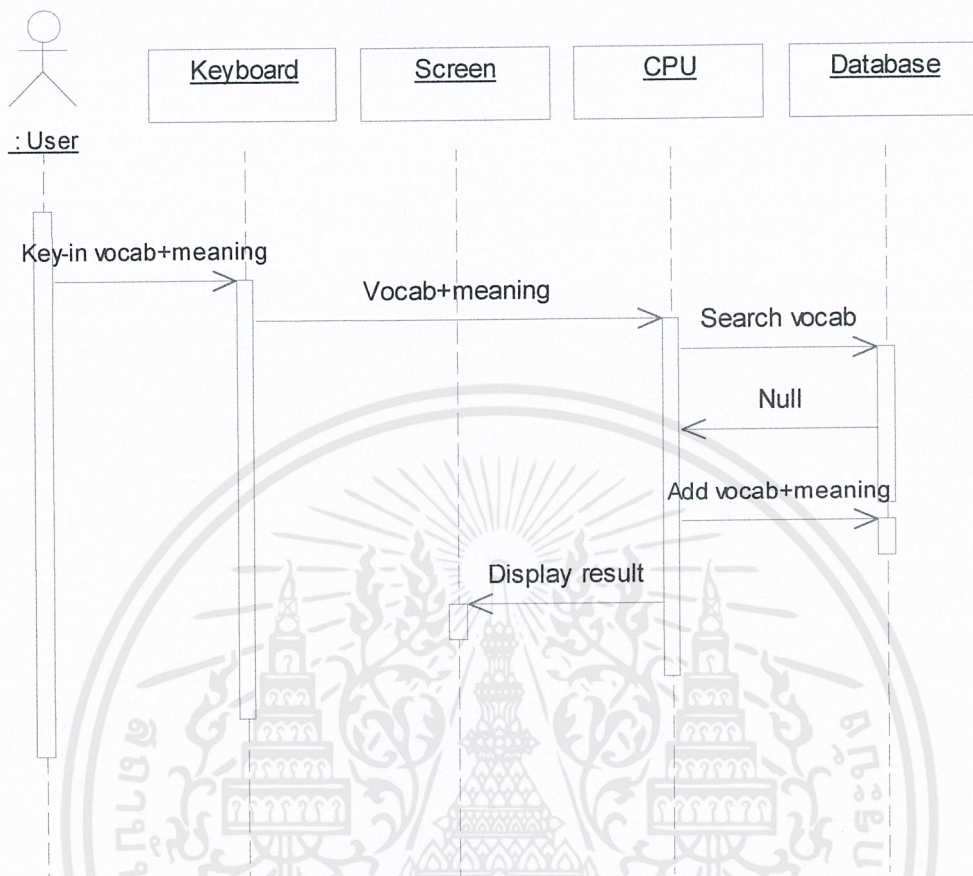 Keyboard
Screen
CPU
Database
: User
Key-in vocab+meaning
Vocab+meaning
Search vocab
Null
Add vocab+meaning
Display result